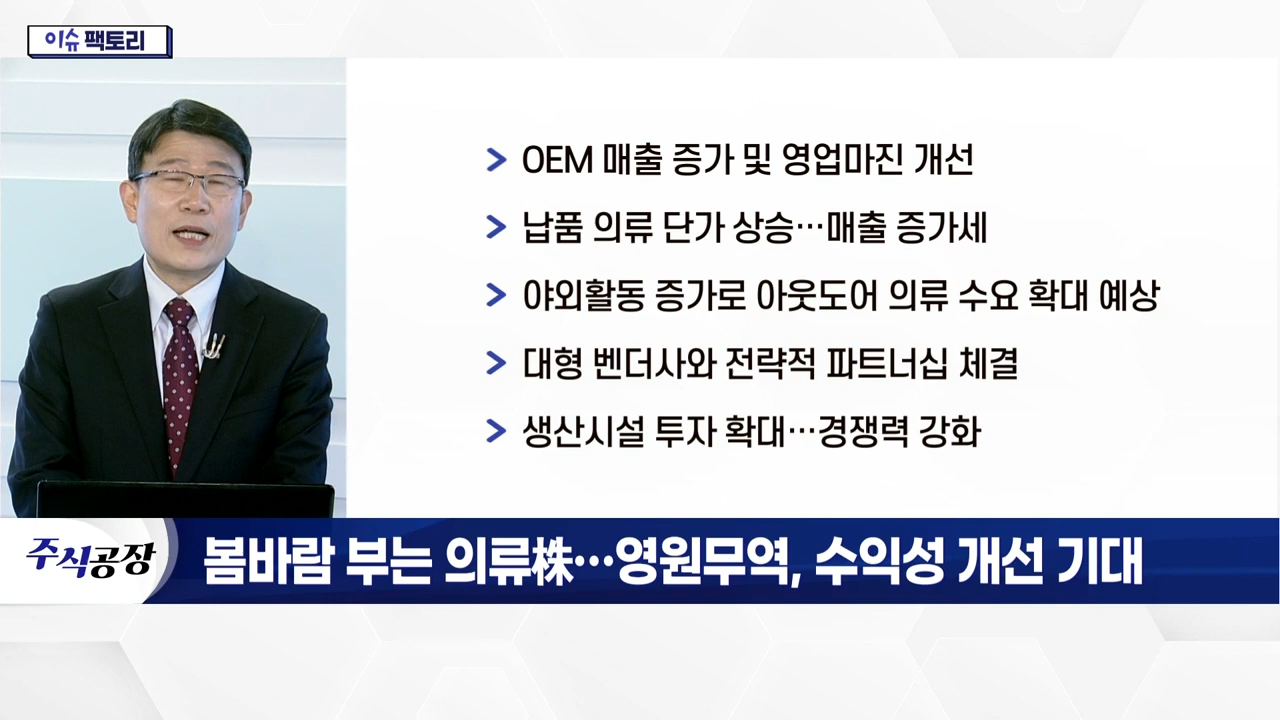 이슈 팩토리
> OEM 매출 증가 및 영업마진 개선
> 납품 의류 단가 상승…매출 증가세
> 야외활동 증가로 아웃도어 의류 수요 확대 예상
> 대형 벤더사와 전략적 파트너십 체결
> 생산시설 투자 확대…경쟁력 강화
주식공장
봄바람 부는 의류株…영원무역, 수익성 개선 기대